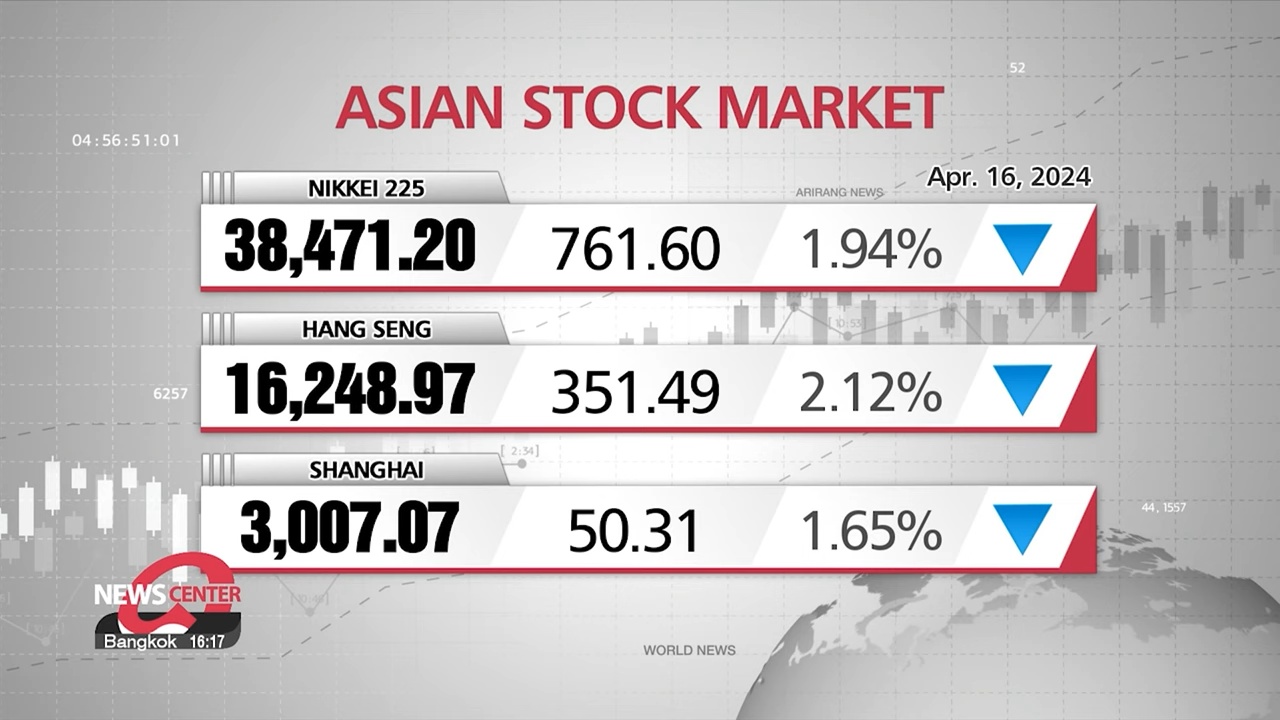 52
ASIAN STOCK MARKET
04:56:51:01
Apr. 16, 2024
NIKKEI 225
ARIRANG NEWS
38,471.20 761.60 1.94%
HANG SENG
[10:53]
16,248.97 351.49 2.12%
6257
[ 2:34]
SHANGHAI
3,007.07 50.31 1.65%
44,1557
NEWS CENTER
Bangkok 16:17
WORLD NEWS